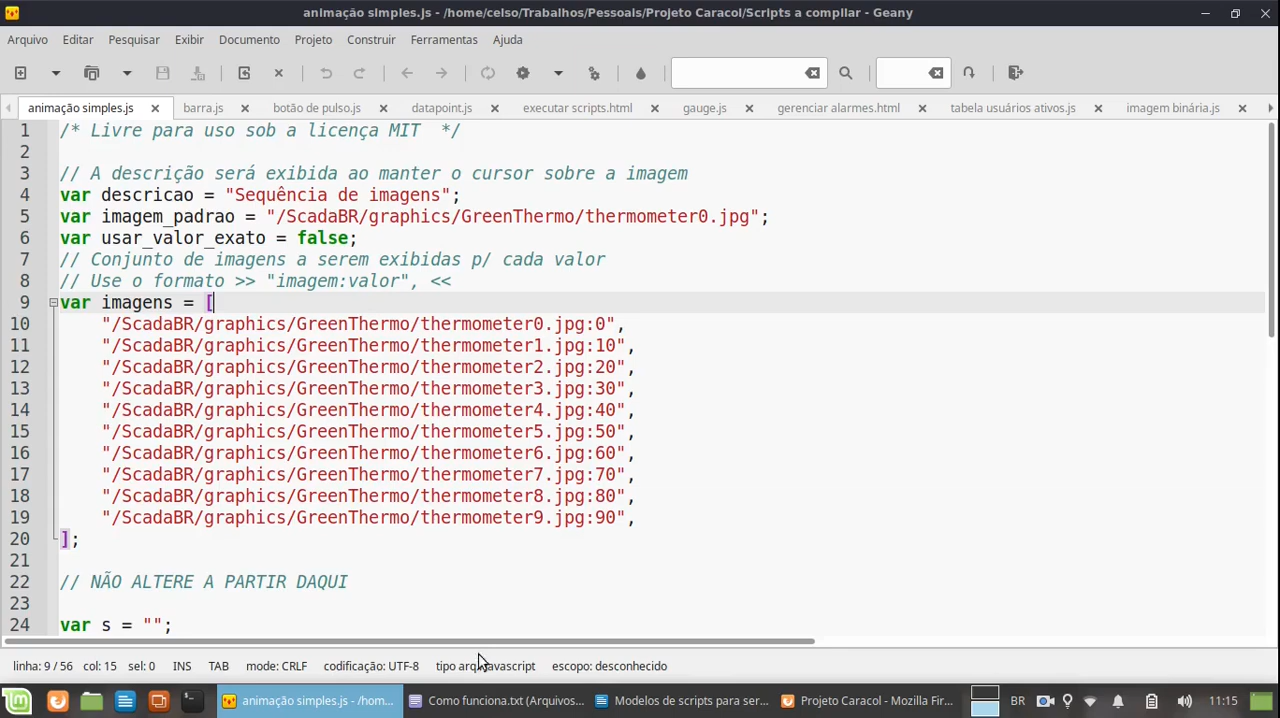 animação simples.js - /home/celso/Trabalhos/Pessoais/Projeto Caracol/Scripts a compilar - Geany
Arquivo Editar Pesquisar Exibir Documento Projeto Construir Ferramentas Ajuda
animação simples.js barra.js botão de pulso.js datapoint.js executar scripts.html gauge.js gerenciar alarmes.html tabela usuários ativos.js imagem binária.js
1 /* Livre para uso sob a licença MIT */
2
3 // A descrição será exibida ao manter o cursor sobre a imagem
4 var descricao = "Sequência de imagens";
5 var imagem_padrao = "/ScadaBR/graphics/GreenThermo/thermometer0.jpg";
6 var usar_valor_exato = false;
7 // Conjunto de imagens a serem exibidas p/ cada valor
8 // Use o formato >> "imagem:valor", <<
9 var imagens = [
10 "/ScadaBR/graphics/GreenThermo/thermometer0.jpg:0",
11 "/ScadaBR/graphics/GreenThermo/thermometer1.jpg:10",
12 "/ScadaBR/graphics/GreenThermo/thermometer2.jpg:20",
13 "/ScadaBR/graphics/GreenThermo/thermometer3.jpg:30",
14 "/ScadaBR/graphics/GreenThermo/thermometer4.jpg:40",
15 "/ScadaBR/graphics/GreenThermo/thermometer5.jpg:50",
16 "/ScadaBR/graphics/GreenThermo/thermometer6.jpg:60",
17 "/ScadaBR/graphics/GreenThermo/thermometer7.jpg:70",
18 "/ScadaBR/graphics/GreenThermo/thermometer8.jpg:80",
19 "/ScadaBR/graphics/GreenThermo/thermometer9.jpg:90",
20 ];
21
22 // NÃO ALTERE A PARTIR DAQUI
23
24 var s = "";
linha: 9 / 56 col: 15 sel: 0 INS TAB mode: CRLF codificação: UTF-8 tipo escopo: desconhecido
animação simples.js - /hom... Como funciona.txt (Arquivos... Modelos de scripts para ser... Projeto Caracol - Mozilla Fir... BR 11:15